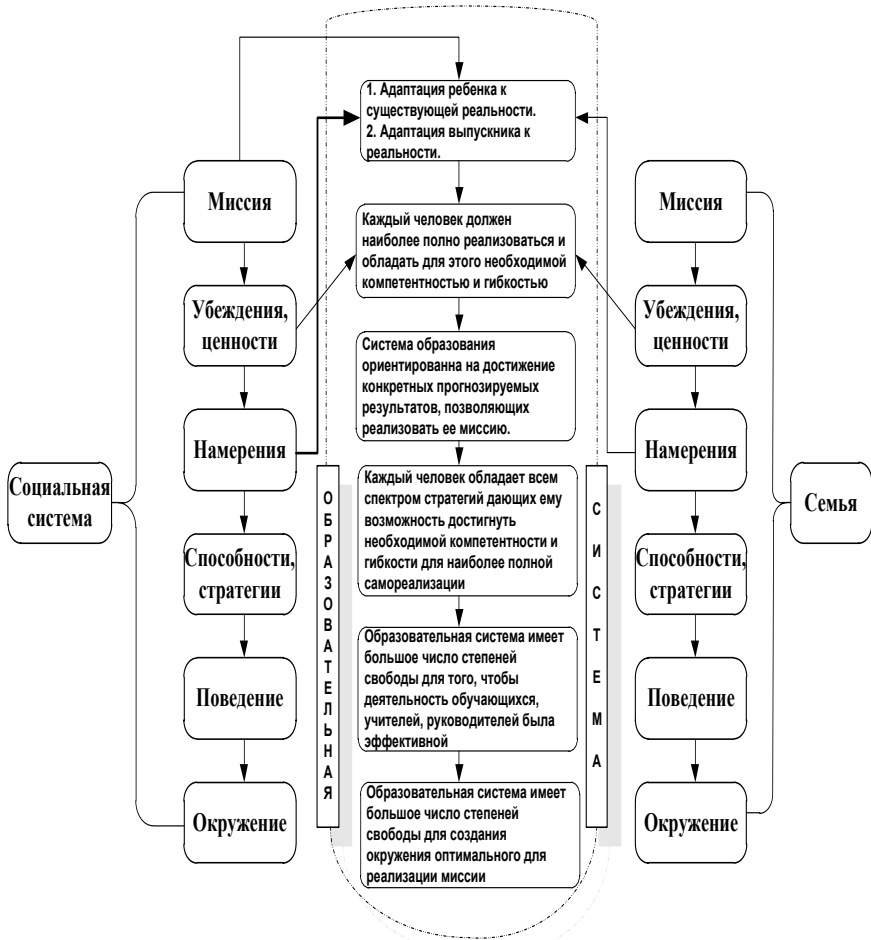 Социальная
система
Миссия
Убеждения,
ценности
Намерения
Способности,
стратегии
Поведение
Окружение
ОБРАЗОВАТЕЛЬНАЯ
1. Адаптация ребенка к
существующей реальности.
2. Адаптация выпускника к
реальности.
Каждый человек должен
наиболее полно реализоваться и
обладать для этого необходимой
компетентностью и гибкостью
Система образования
ориентированна на достижение
конкретных прогнозируемых
результатов, позволяющих
реализовать ее миссию.
Каждый человек обладает всем
спектром стратегий дающих ему
возможность достигнуть
необходимой компетентности и
гибкости для наиболее полной
самореализации
Образовательная система имеет
большое число степеней
свободы для того, чтобы
деятельность обучающихся,
учителей, руководителей была
эффективной
Образовательная система имеет
большое число степеней
свободы для создания
окружения оптимального для
реализации миссии
СИСТЕМА
Миссия
Убеждения,
ценности
Намерения
Способности,
стратегии
Поведение
Окружение
Семья